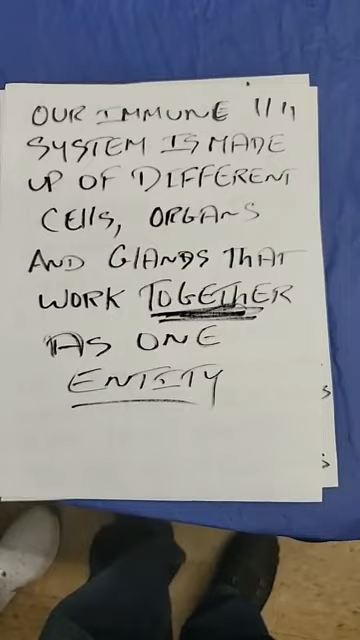 OUR IMMUNE
SYSTEM IS MADE
UP OF DIFFERENT
CELLS, ORGANS
AND GLANDS THAT
WORK TOGETHER
AS ONE
ENTITY
S
S